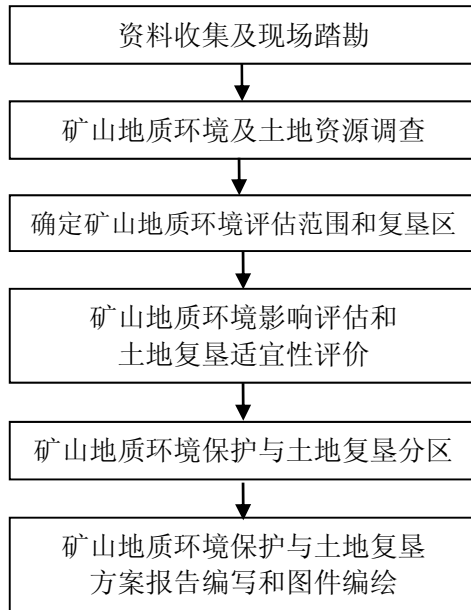 资料收集及现场踏勘
矿山地质环境及土地资源调查
确定矿山地质环境评估范围和复垦区
矿山地质环境影响评估和
土地复垦适宜性评价
矿山地质环境保护与土地复垦分区
矿山地质环境保护与土地复垦
方案报告编写和图件编绘